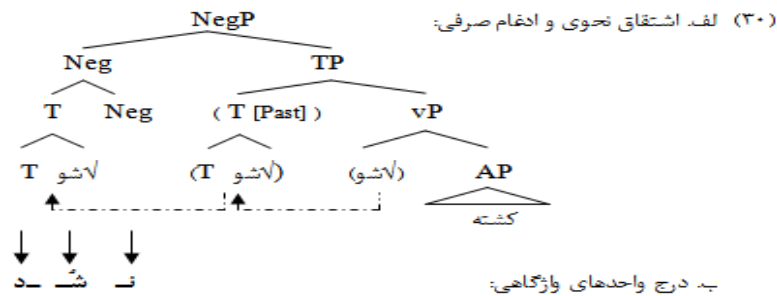 (۳۰) لف. اشتقاق نحوی و ادغام صرفی:
NegP
Neg TP
T Neg ( T [Past] ) vP
T √شو (T √شو) (√شو) AP
کشته
ب. درج واحدهای واژگاهی:
ـد شُـ نـ